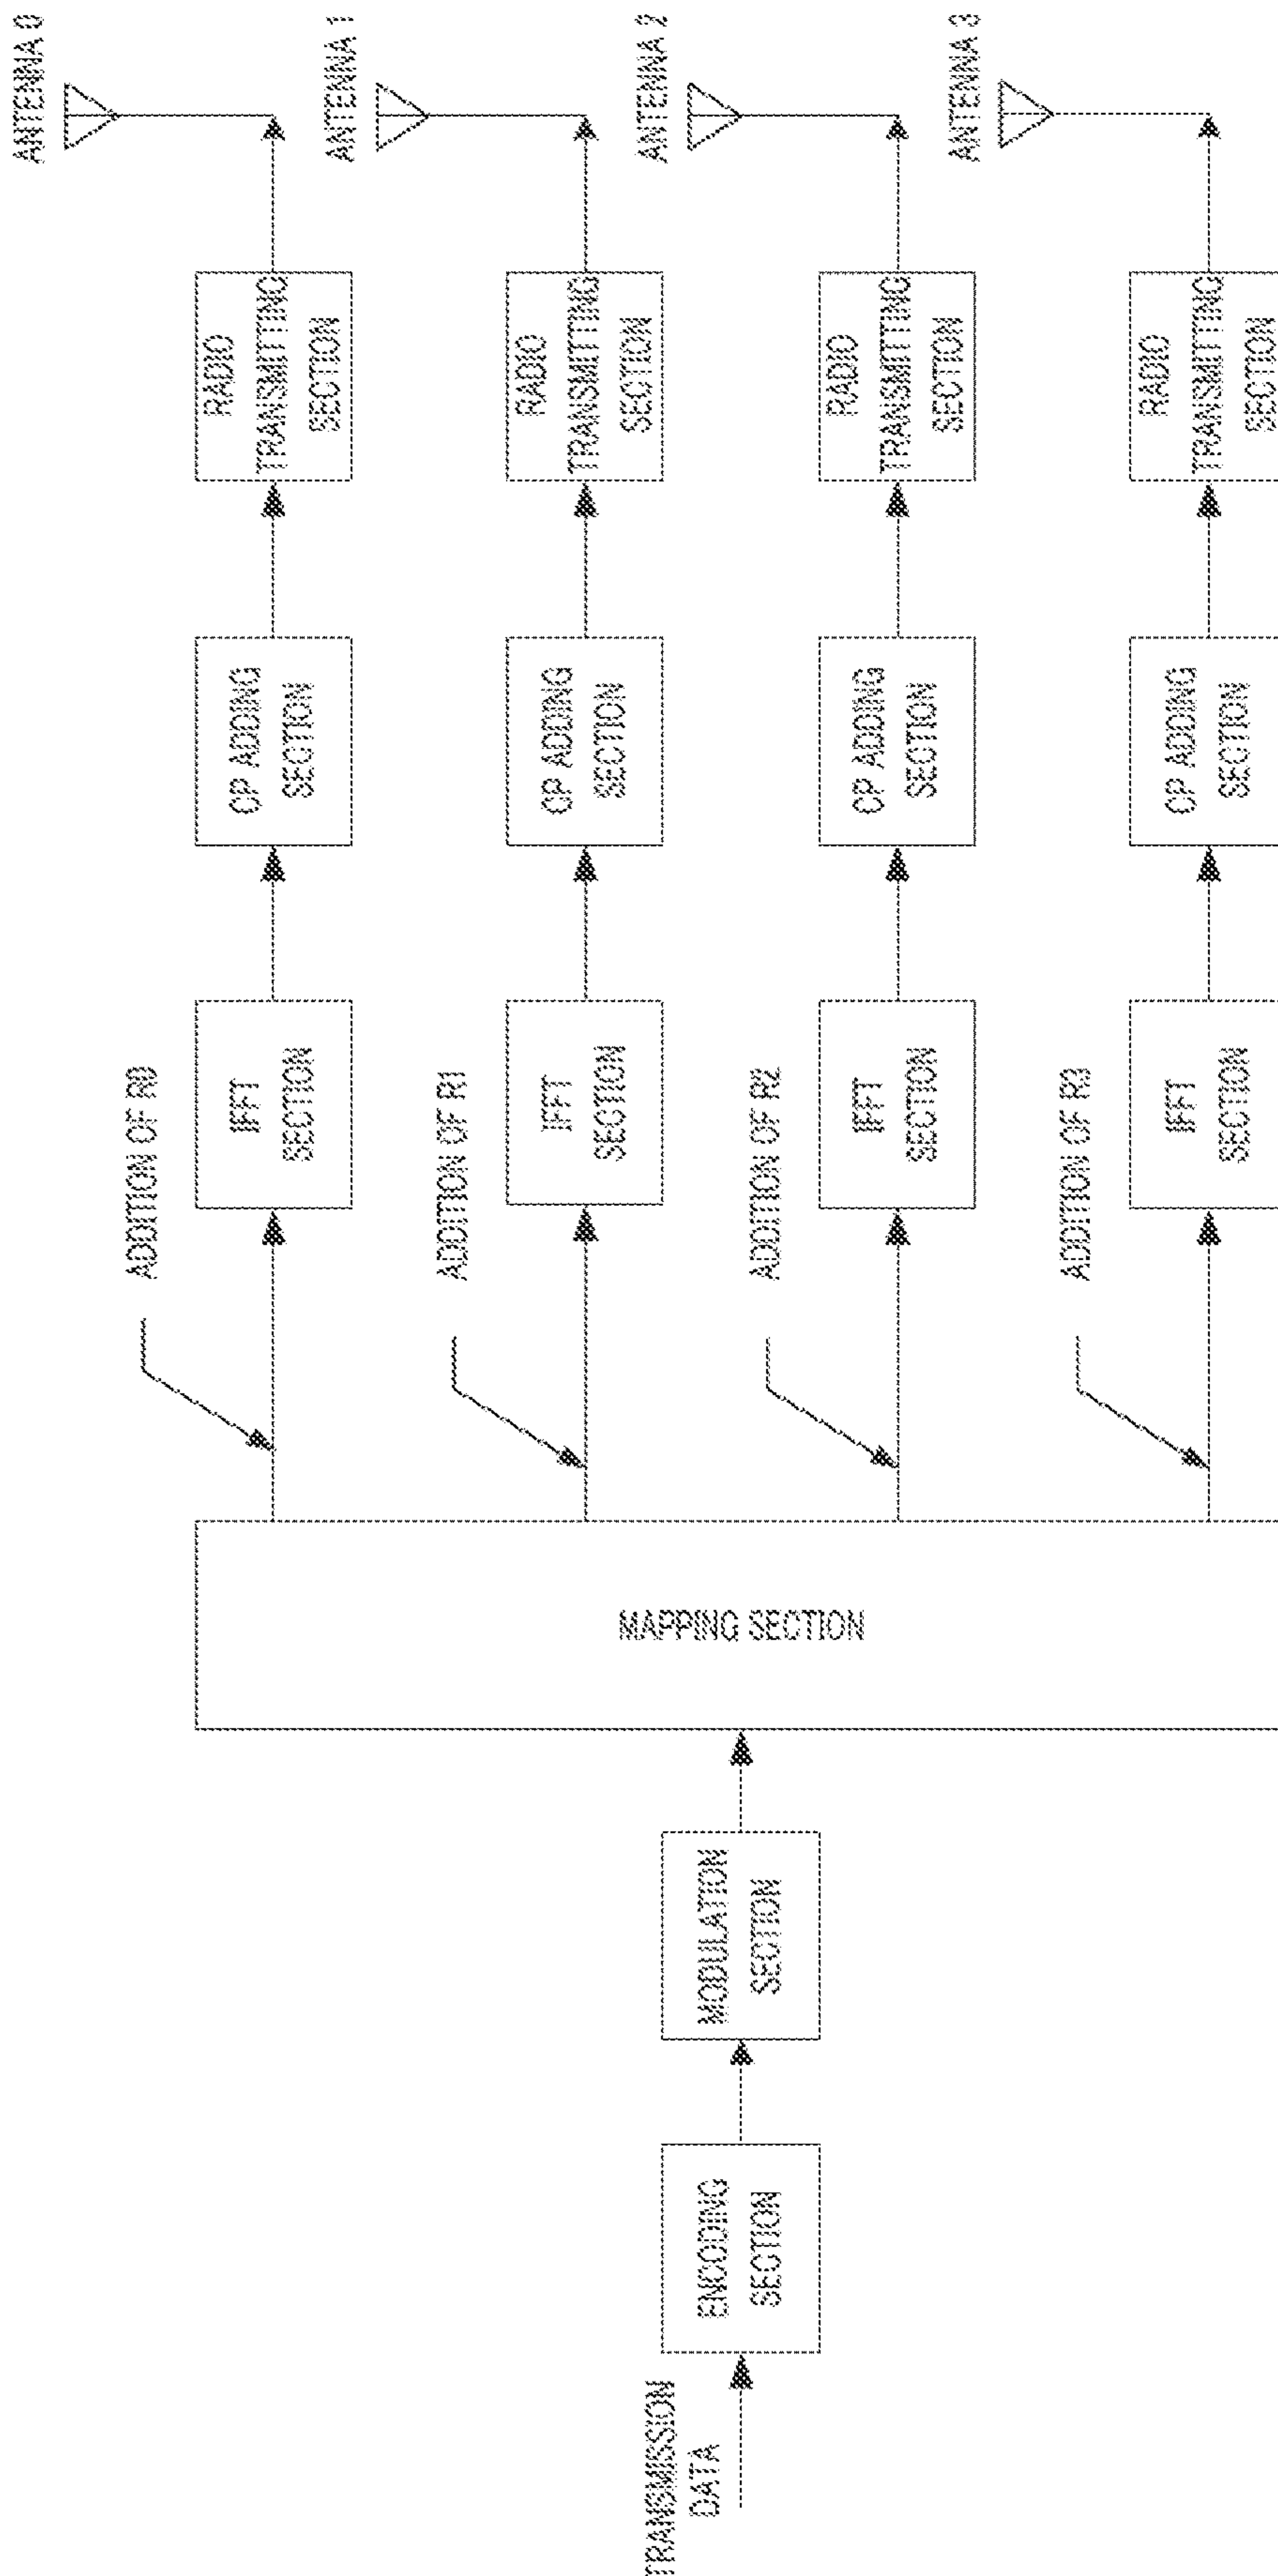 TRANSMISSION
DATA
ENCODING
SECTION
MODULATION
SECTION
MAPPING SECTION
ADDITION OF R0
IFFT
SECTION
CP ADDING
SECTION
RADIO
TRANSMITTING
SECTION
ANTENNA 0
ADDITION OF R1
IFFT
SECTION
CP ADDING
SECTION
RADIO
TRANSMITTING
SECTION
ANTENNA 1
ADDITION OF R2
IFFT
SECTION
CP ADDING
SECTION
RADIO
TRANSMITTING
SECTION
ANTENNA 2
ADDITION OF R3
IFFT
SECTION
CP ADDING
SECTION
RADIO
TRANSMITTING
SECTION
ANTENNA 3